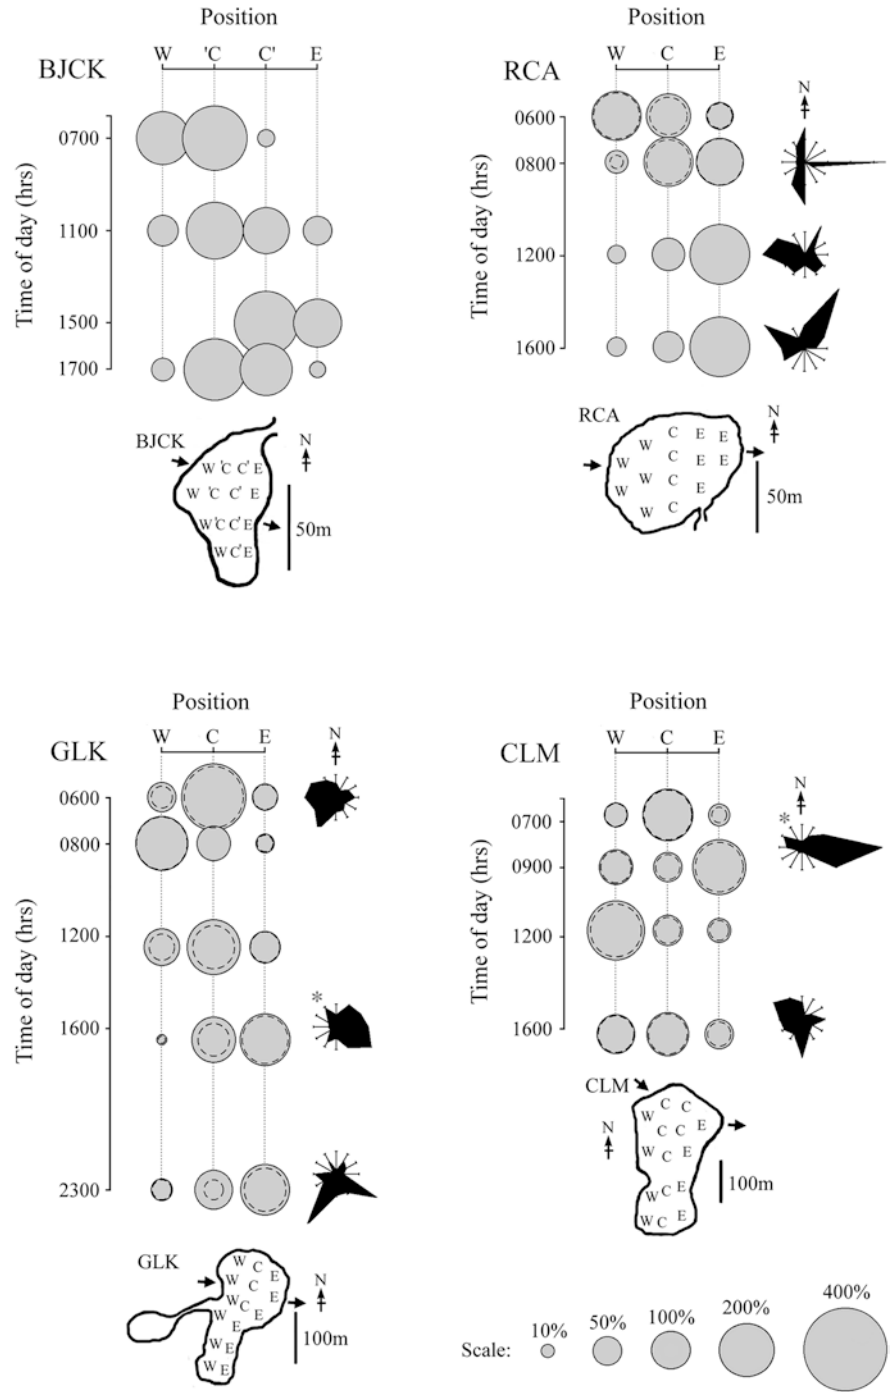 Position
W 'C C' E
BJCK
Time of day (hrs)
0700
1100
1500
1700
BJCK
N
W 'C C' E
W 'C C' E
W 'C C' E
W C' E
50m
Position
W C E
RCA
Time of day (hrs)
0600
0800
1200
1600
N
RCA
N
C E E
W
C E E
W
W C
W C E
50m
Position
W C E
GLK
Time of day (hrs)
0600
0800
1200
1600
2300
N
*
GLK
N
W C E
W C
W C E E
W E
W E
W E
100m
Position
W C E
CLM
Time of day (hrs)
0700
0900
1200
1600
N
*
CLM
N
C C
W
C C E
W C E
W C E
W C E
100m
Scale: 10% 50% 100% 200% 400%